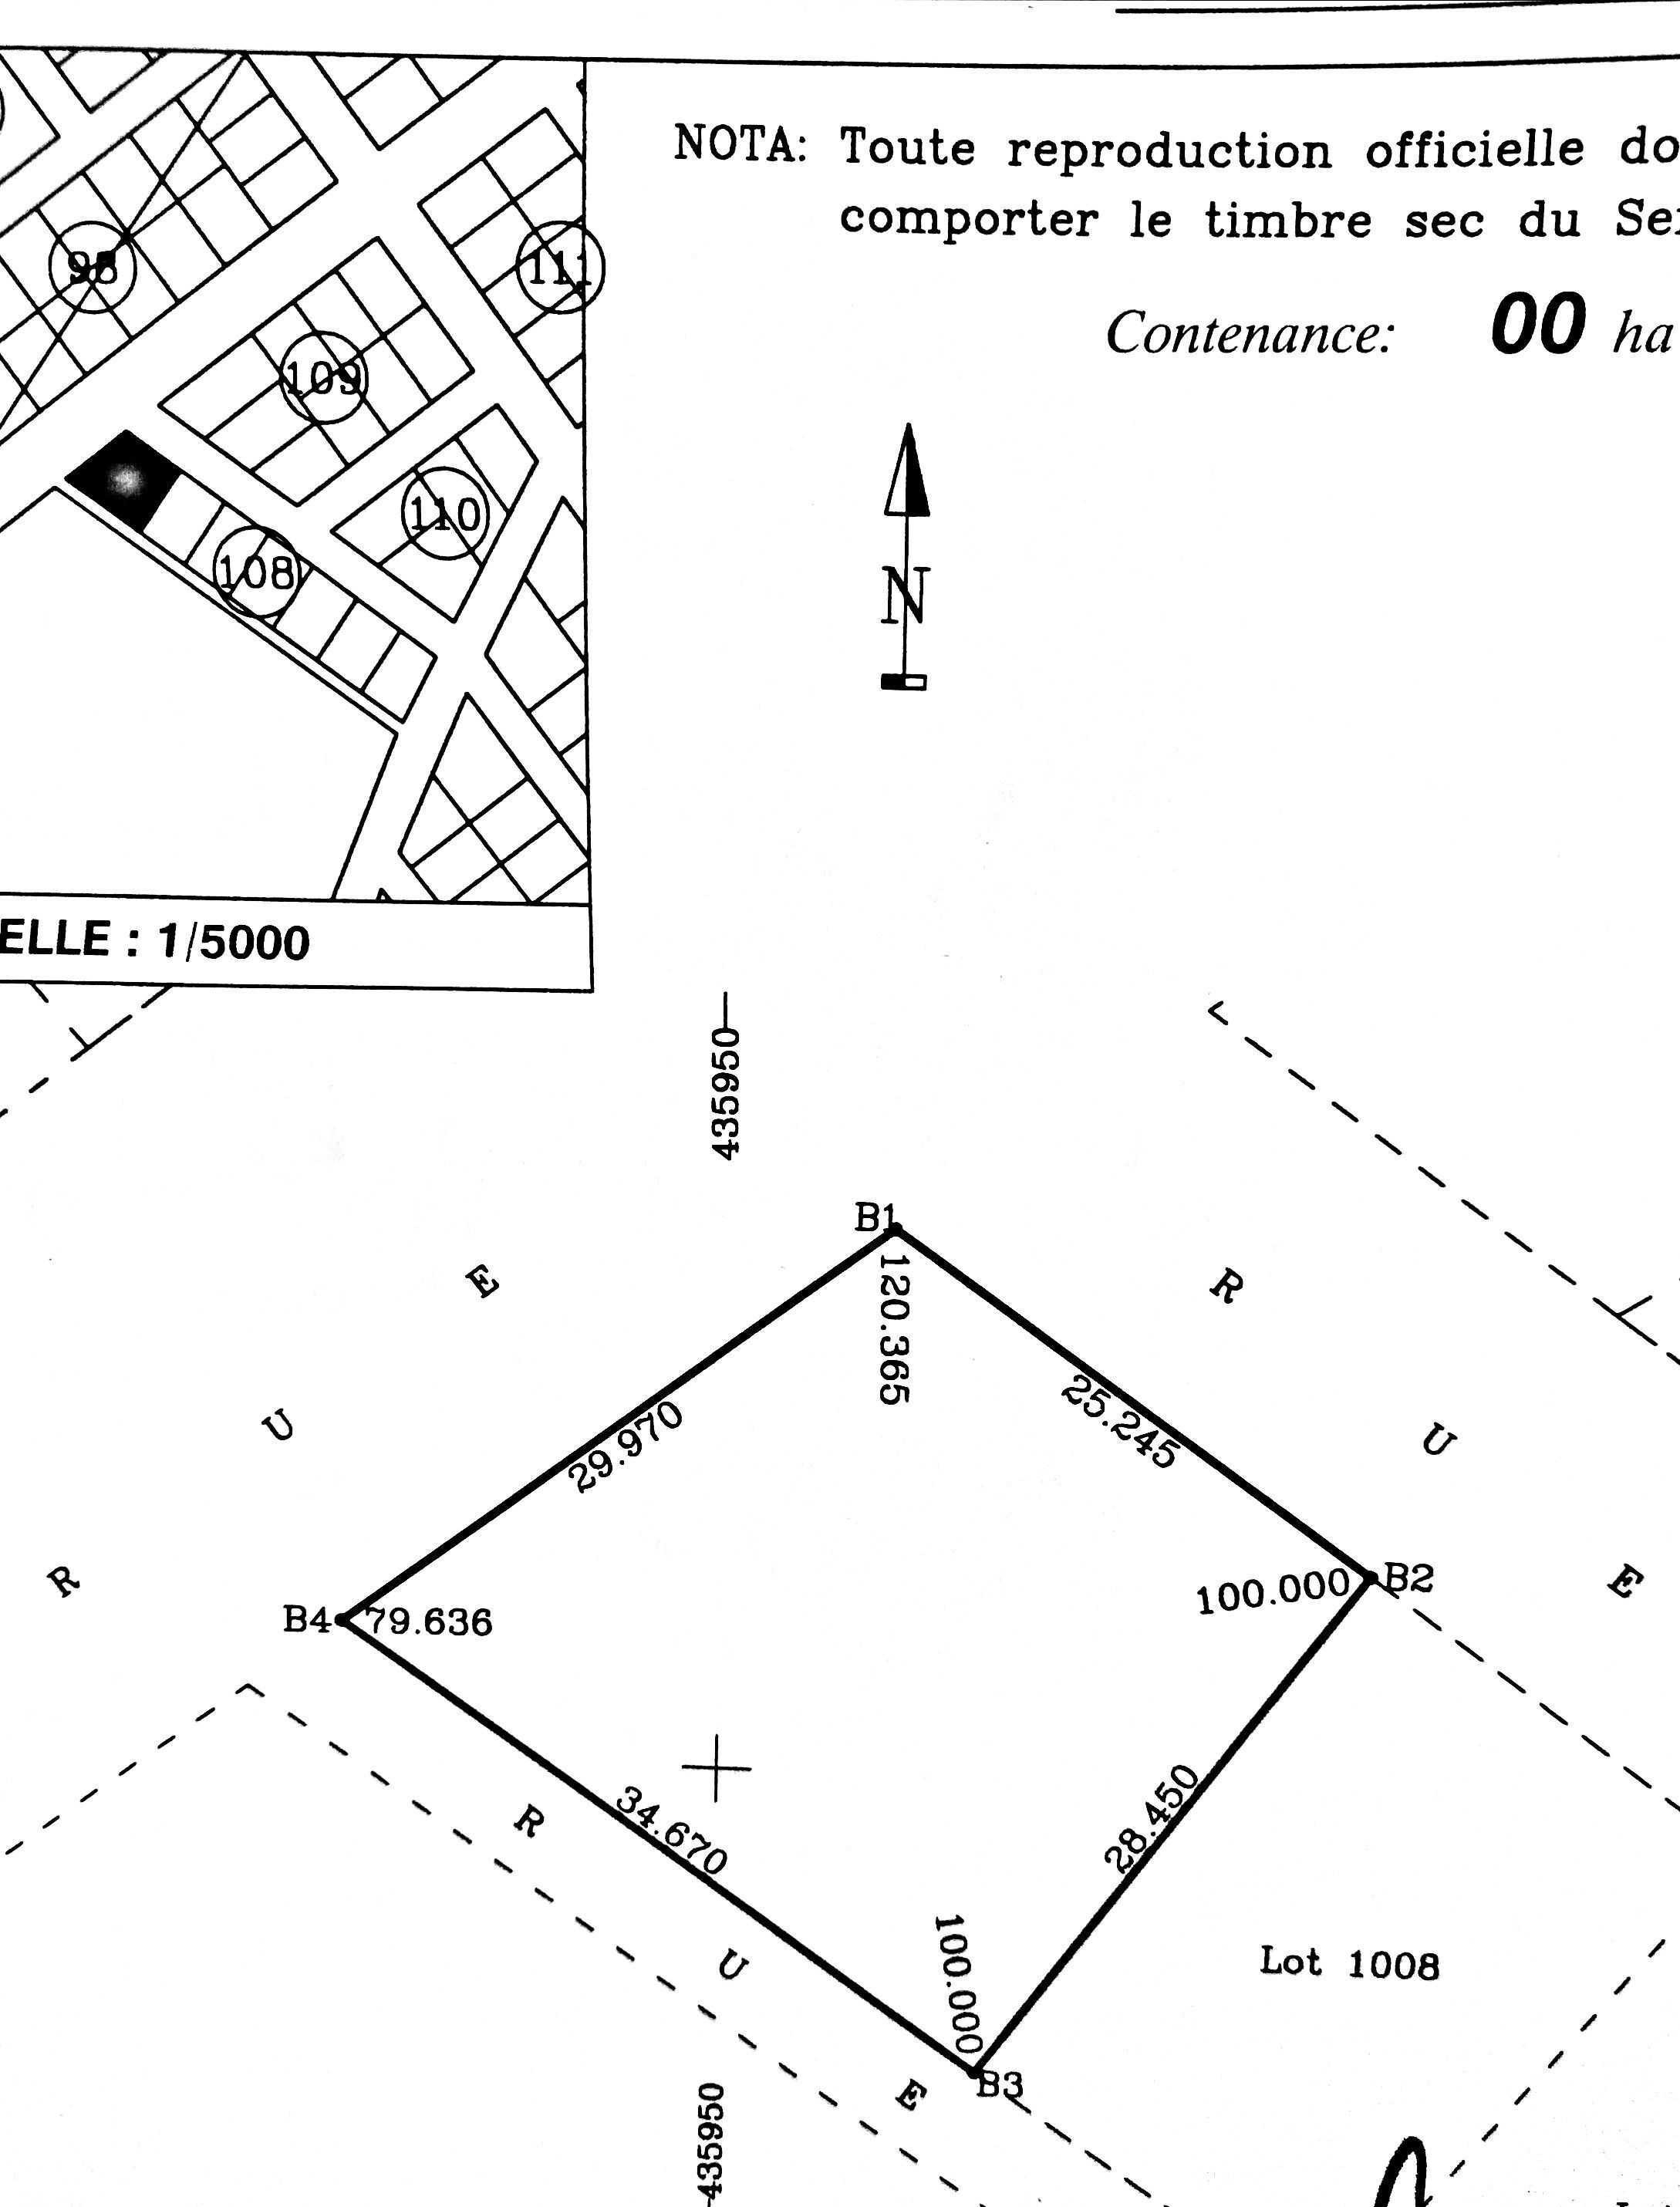 NOTA: Toute reproduction officielle do
comporter le timbre sec du Se
Contenance: 00 ha
111
109
110
108
N
ELLE : 1/5000
435950
B1
120.365
E
R
29.970
25.245
U
U
R
B4
79.636
100.000
B2
E
34.670
28.450
R
100.000
U
Lot 1008
B3
E
435950